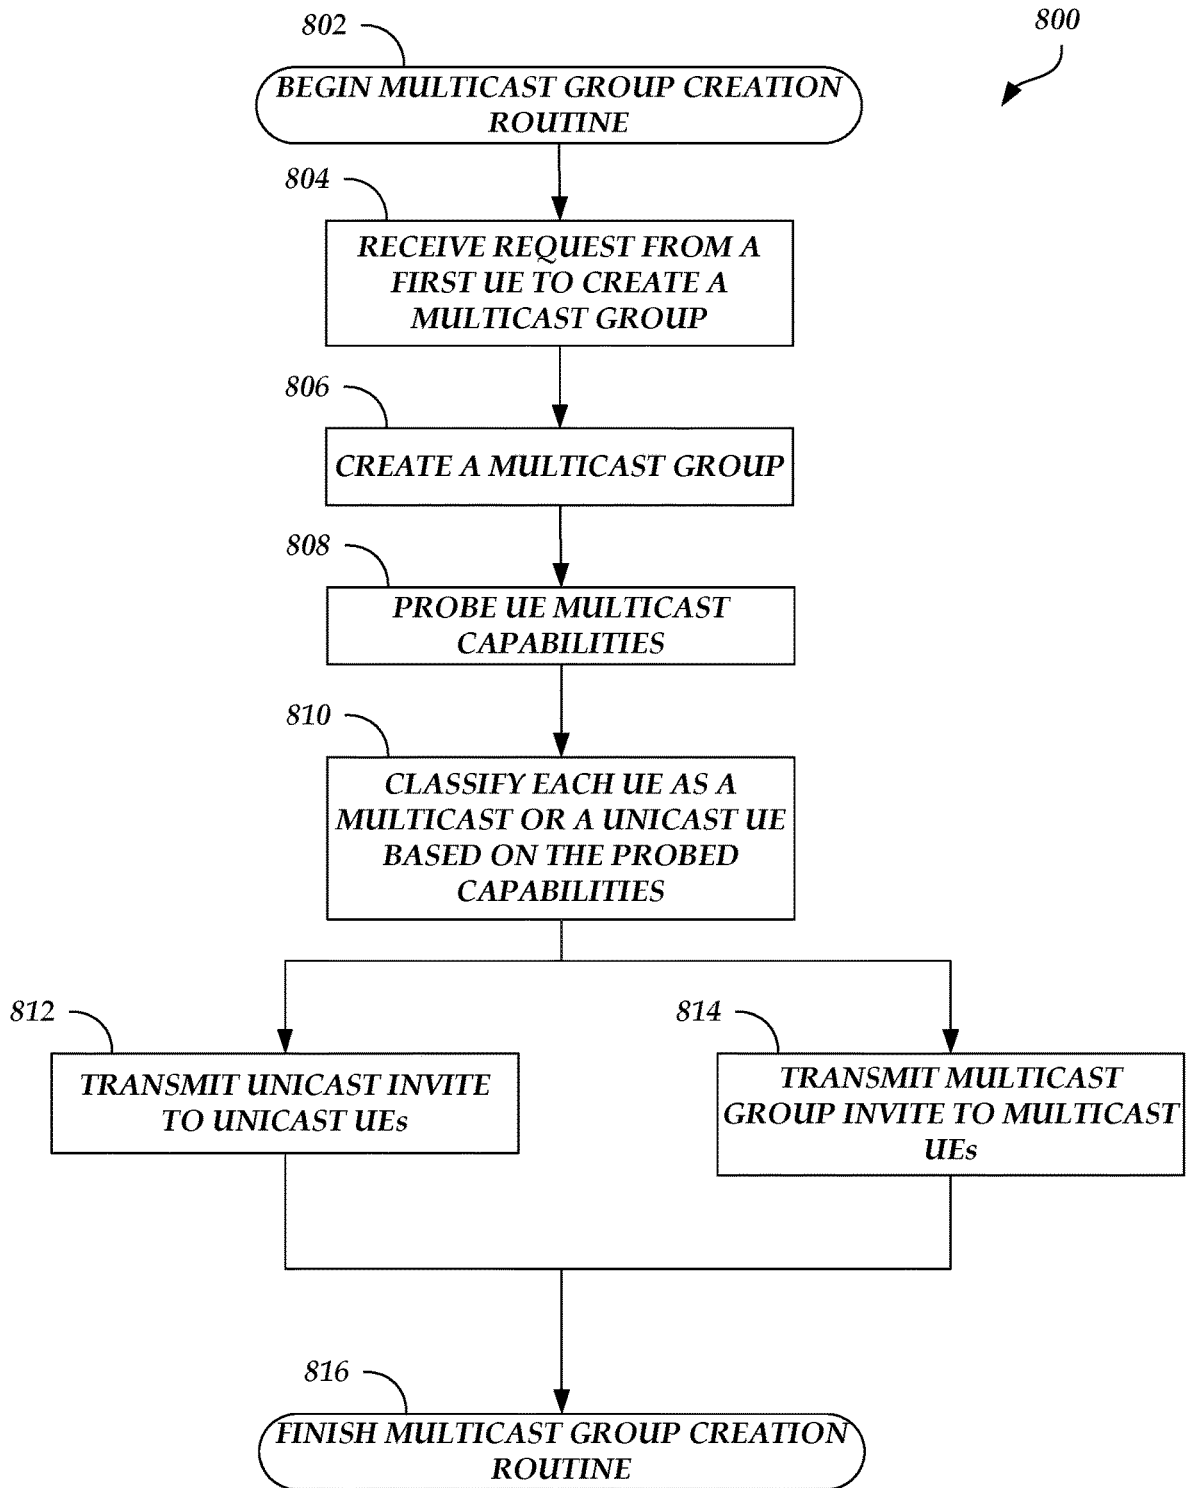 802
800
BEGIN MULTICAST GROUP CREATION
ROUTINE
804
RECEIVE REQUEST FROM A
FIRST UE TO CREATE A
MULTICAST GROUP
806
CREATE A MULTICAST GROUP
808
PROBE UE MULTICAST
CAPABILITIES
810
CLASSIFY EACH UE AS A
MULTICAST OR A UNICAST UE
BASED ON THE PROBED
CAPABILITIES
812
TRANSMIT UNICAST INVITE
TO UNICAST UEs
814
TRANSMIT MULTICAST
GROUP INVITE TO MULTICAST
UEs
816
FINISH MULTICAST GROUP CREATION
ROUTINE